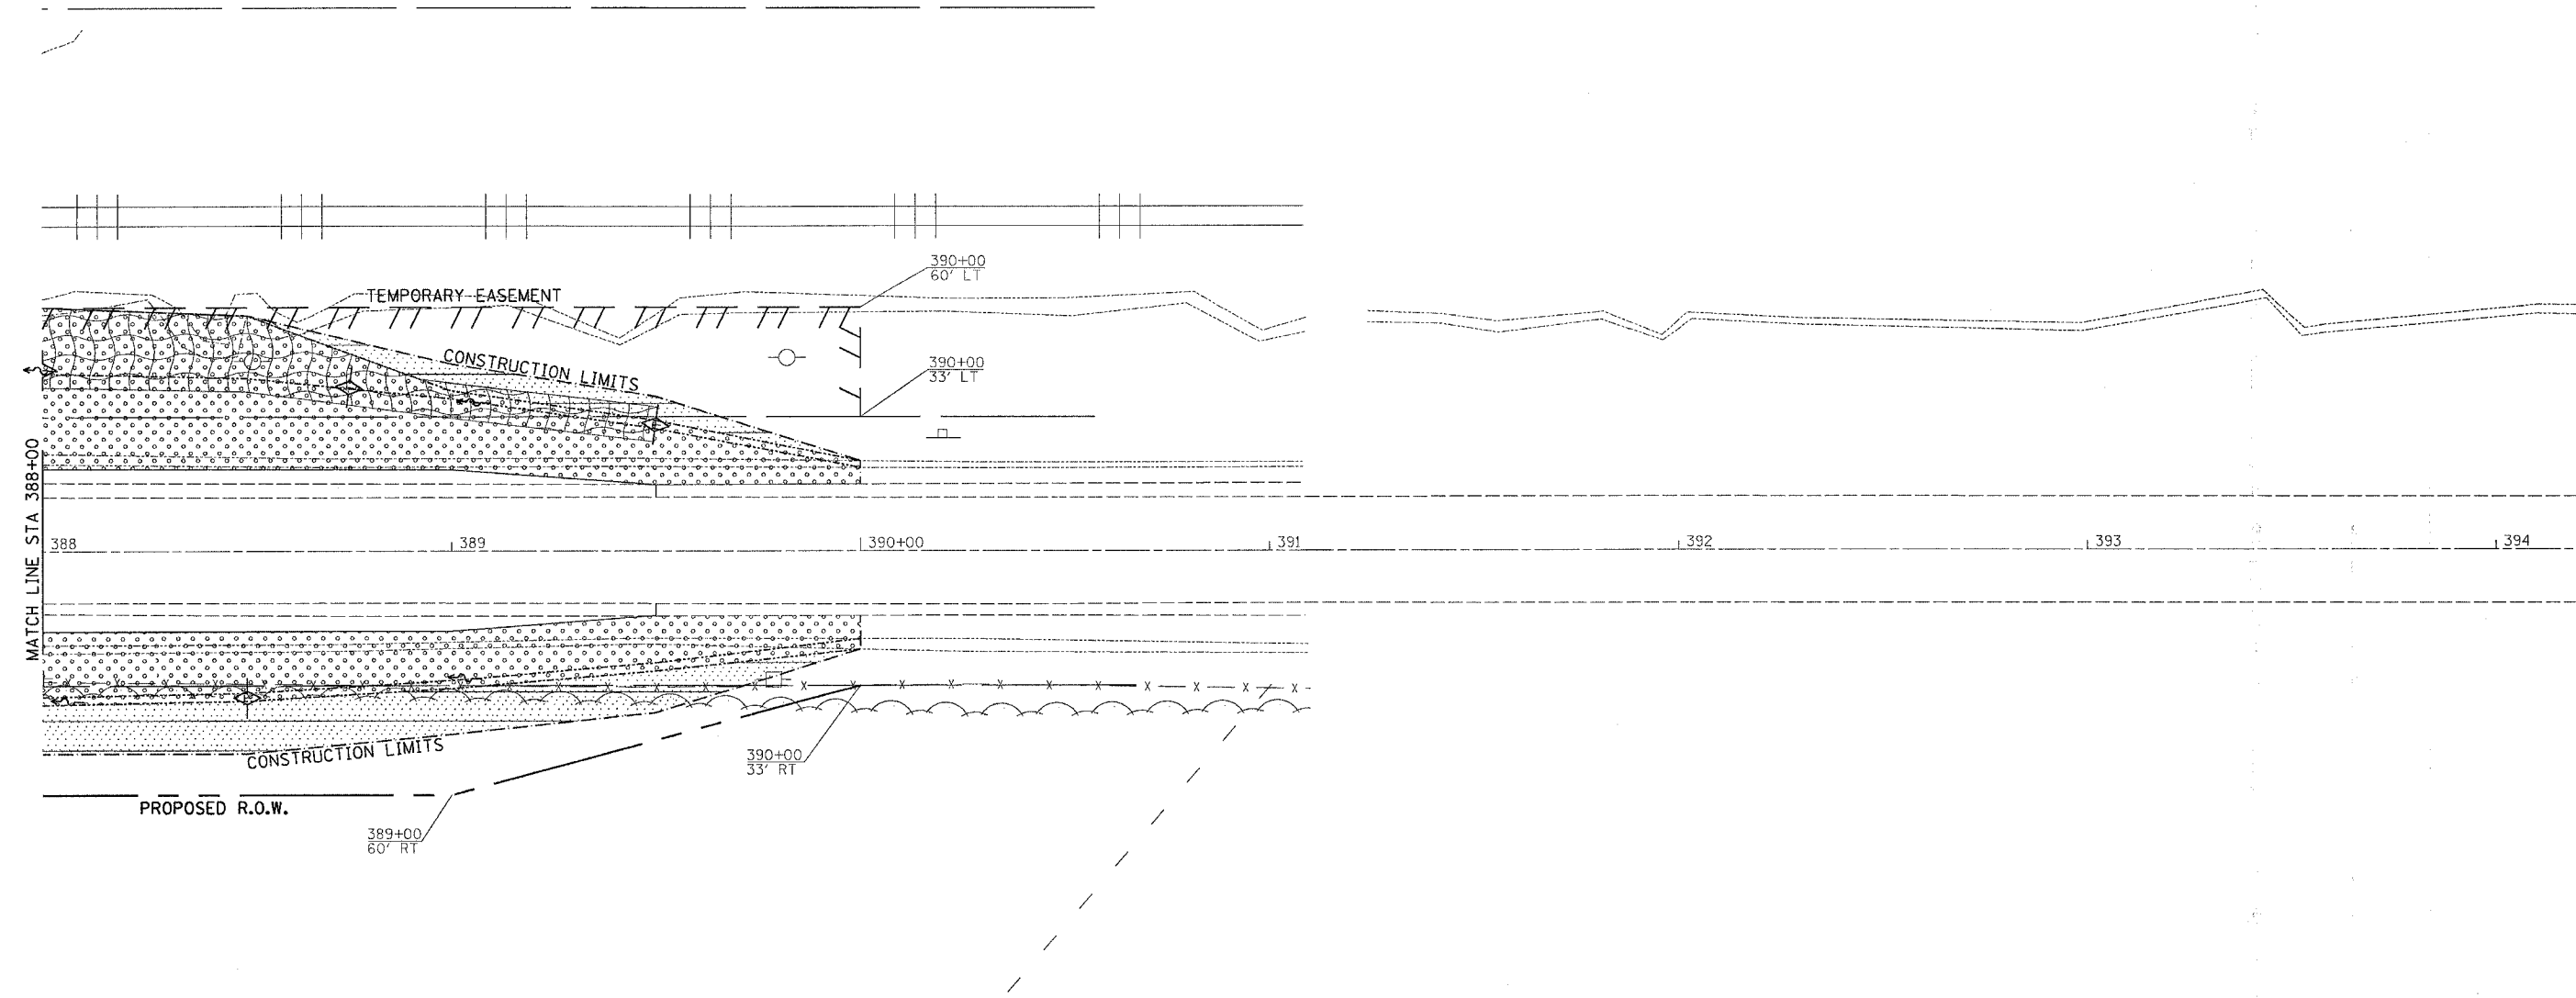 390+00
60' LT
TEMPORARY EASEMENT
CONSTRUCTION LIMITS
390+00
33' LT
MATCH LINE STA 388+00
388
389
390+00
391
392
393
394
X X X X X X X X X X X
CONSTRUCTION LIMITS
390+00
33' RT
PROPOSED R.O.W.
389+00
60' RT